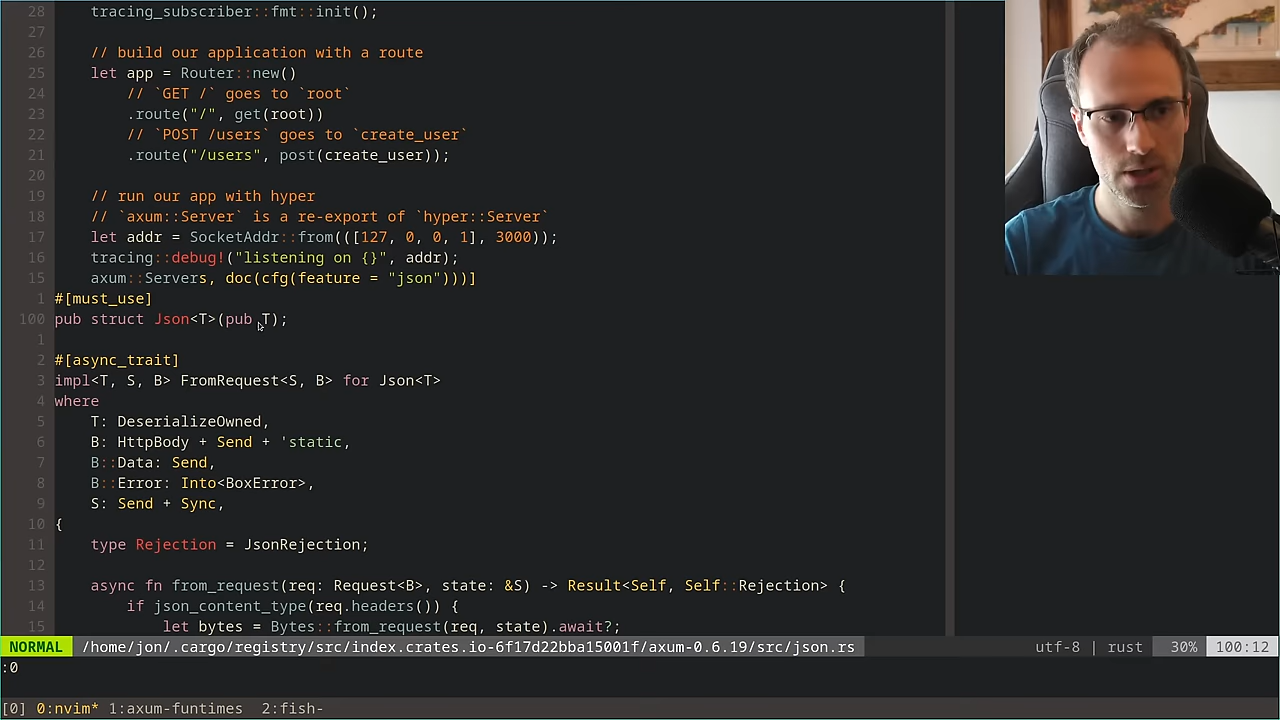 28     tracing_subscriber::fmt::init();
27
26     // build our application with a route
25     let app = Router::new()
24         // `GET /` goes to `root`
23         .route("/", get(root))
22         // `POST /users` goes to `create_user`
21         .route("/users", post(create_user));
20
19     // run our app with hyper
18     // `axum::Server` is a re-export of `hyper::Server`
17     let addr = SocketAddr::from(([127, 0, 0, 1], 3000));
16     tracing::debug!("listening on {}", addr);
15     axum::Servers, doc(cfg(feature = "json")))]
1 #[must_use]
100 pub struct Json<T>(pub T);
1
2 #[async_trait]
3 impl<T, S, B> FromRequest<S, B> for Json<T>
4 where
5     T: DeserializeOwned,
6     B: HttpBody + Send + 'static,
7     B::Data: Send,
8     B::Error: Into<BoxError>,
9     S: Send + Sync,
10 {
11     type Rejection = JsonRejection;
12
13     async fn from_request(req: Request<B>, state: &S) -> Result<Self, Self::Rejection> {
14         if json_content_type(req.headers()) {
15             let bytes = Bytes::from_request(req, state).await?;
NORMAL /home/jon/.cargo/registry/src/index.crates.io-6f17d22bba15001f/axum-0.6.19/src/json.rs utf-8 | rust 30% 100:12
:0
[0] 0:nvim* 1:axum-funtimes 2:fish-